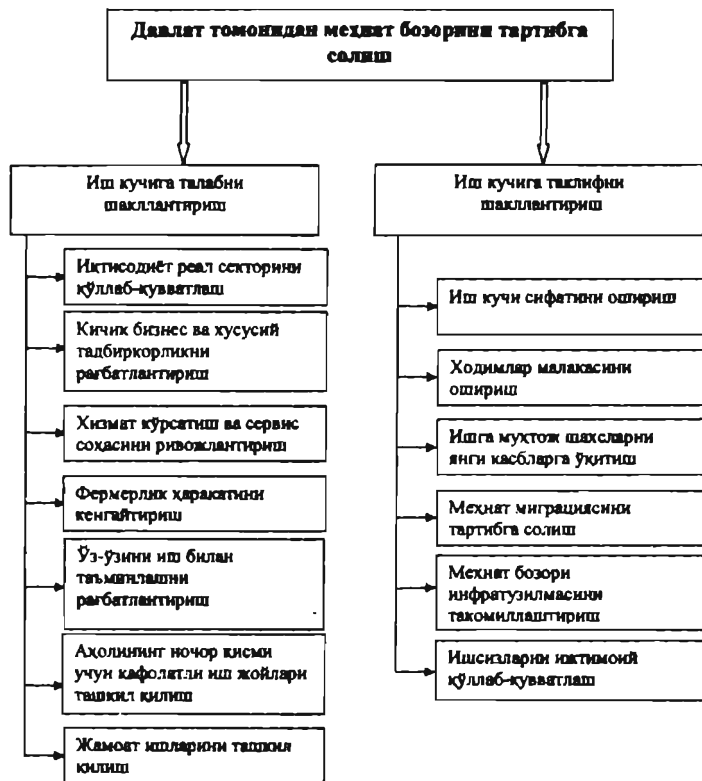 Давлат томонидан меҳнат бозорини тартибга
солиш
Иш кучига талабни
шакллантириш
Иқтисодиёт реал секторини
қўллаб-қувватлаш
Кичик бизнес ва хусусий
тадбиркорликни
рағбатлантириш
Хизмат кўрсатиш ва сервис
соҳасини ривожлантириш
Фермерлик ҳаракатини
кенгайтириш
Ўз-ўзини иш билан
таъминлашни
рағбатлантириш
Аҳолининг ночор қисми
учун кафолатли иш жойлари
ташкил қилиш
Жамоат ишларини ташкил
қилиш
Иш кучига таклифни
шакллантириш
Иш кучи сифатини ошириш
Ходимлар малакасини
ошириш
Ишга муҳтож шахсларни
янги касбларга ўқитиш
Меҳнат миграциясини
тартибга солиш
Меҳнат бозори
инфратузилмасини
такомиллаштириш
Ишсизларни ижтимоий
қўллаб-қувватлаш